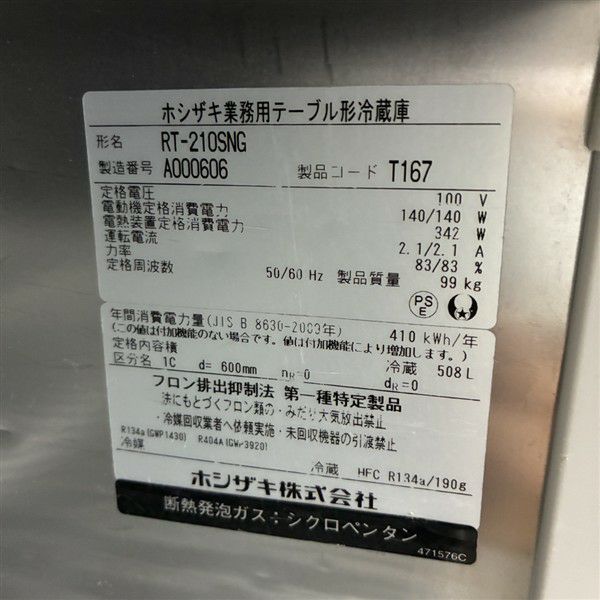 ホシザキ業務用テーブル形冷蔵庫
形名 RT-210SNG
製造番号 A000606 製品コード T167
定格電圧 100 V
電動機定格消費電力 140/140 W
電熱装置定格消費電力 342 W
運転電流 2.1/2.1 A
力率 83/83 %
定格周波数 50/60 Hz 製品質量 99 kg
PS E
年間消費電力量(JIS B 8630-2009年) 410 kWh/年
(この値は付加機能のない場合です。値は付加機能により増加します。)
定格内容積 冷蔵 508L
区分名 1C d= 600mm nR=0 dR=0
フロン排出抑制法 第一種特定製品
・法にもとづくフロン類の・みだり大気放出禁止
・冷媒回収業者へ依頼実施・未回収機器の引渡禁止
R134a(GWP1430) R404A(GWP3920)
冷媒 冷蔵 HFC R134a/190g
ホシザキ株式会社
断熱発泡ガス:シクロペンタン
471576C